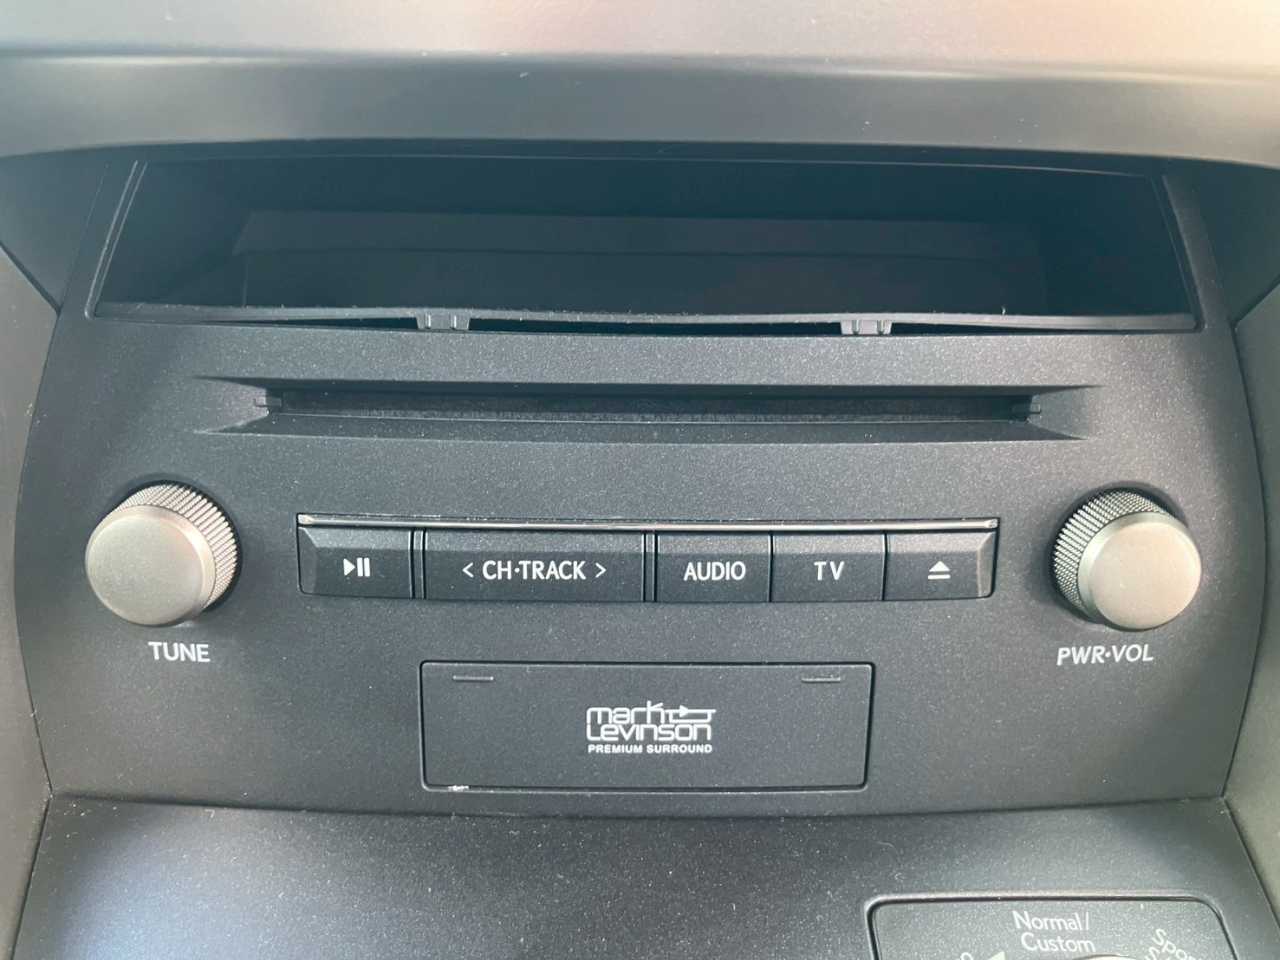 < CH·TRACK >
AUDIO
TV
TUNE
PWR·VOL
mark
Levinson
PREMIUM SURROUND
Normal/
Custom